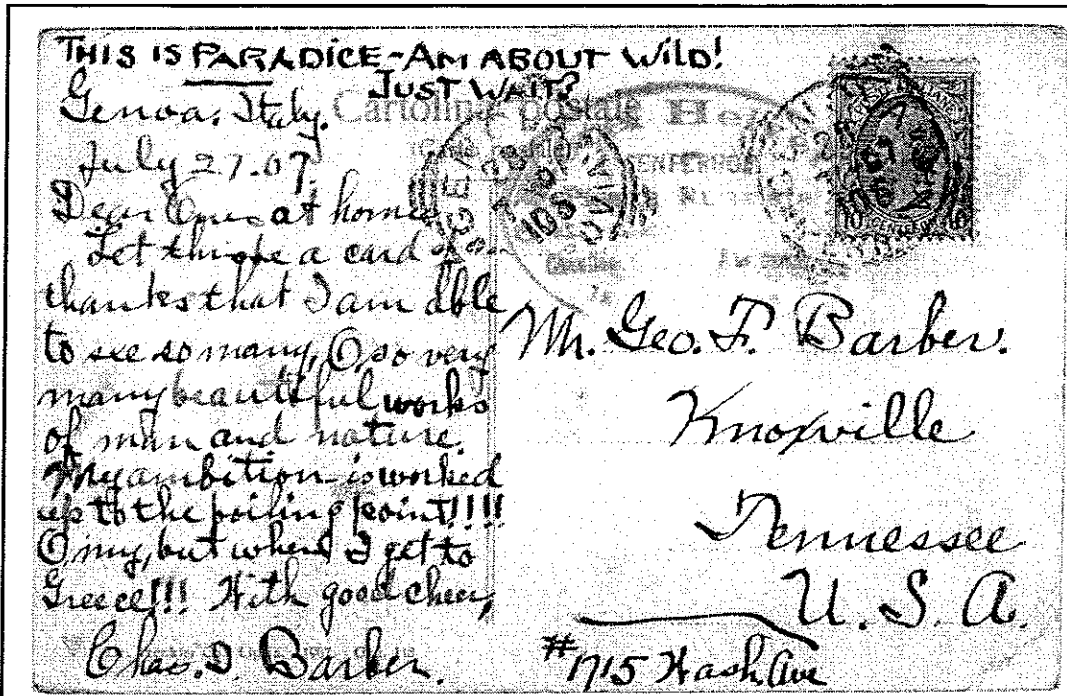 THIS IS PARADICE-AM ABOUT WILD!
JUST WAIT?
Genoa, Italy.
July 27.07.
Dear Ones at home
Let this be a card of
thanks that I am able
to see so many, O, so very
many beautiful works
of man and nature.
My ambition is worked
up to the boiling point!!!!
O my, but when I get to
Greece!!! With good cheer,
Chas. I. Barber.
Cartolina postale
Mr. Geo. F. Barber.
Knoxville
Tennessee
U. S. A.
#1715 Wash. Ave